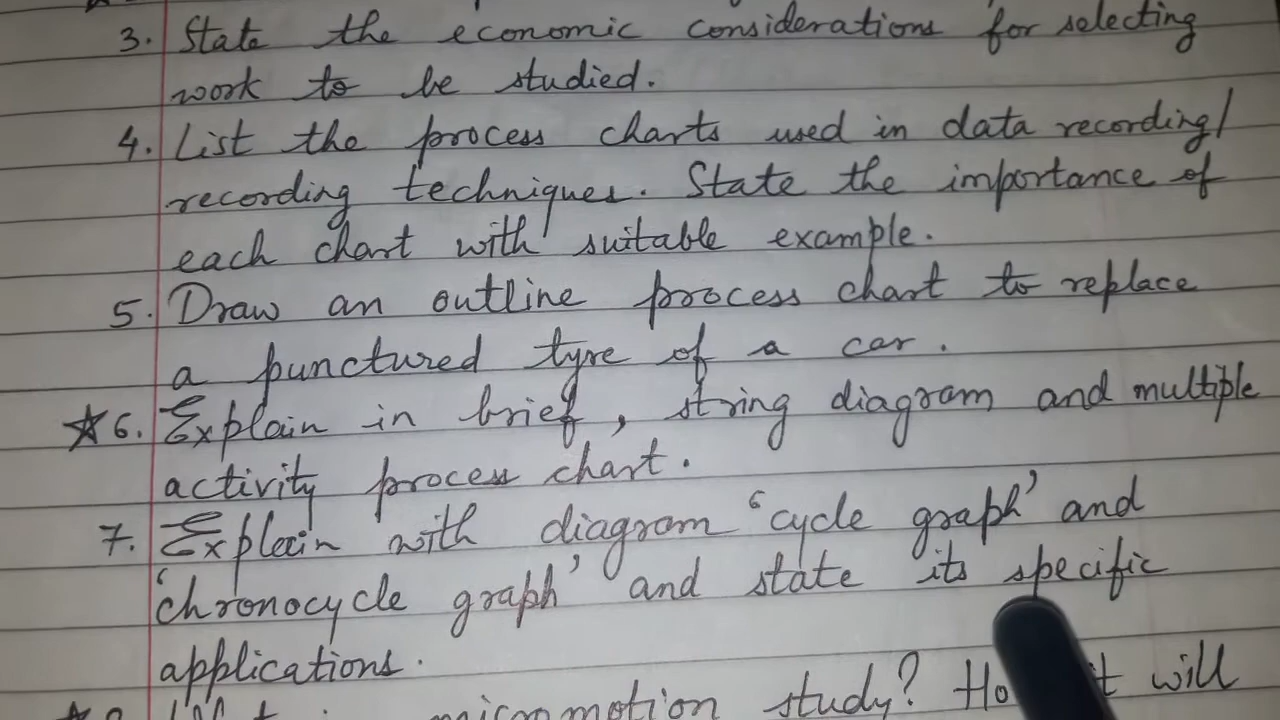 3. State the economic considerations for selecting
work to be studied.
4. List the process charts used in data recording/
recording techniques. State the importance of
each chart with suitable example.
5. Draw an outline process chart to replace
a punctured tyre of a car.
☆6. Explain in brief, string diagram and multiple
activity process chart.
7. Explain with diagram 'cycle graph' and
'chronocycle graph' and state its specific
applications.
micromotion study? it will